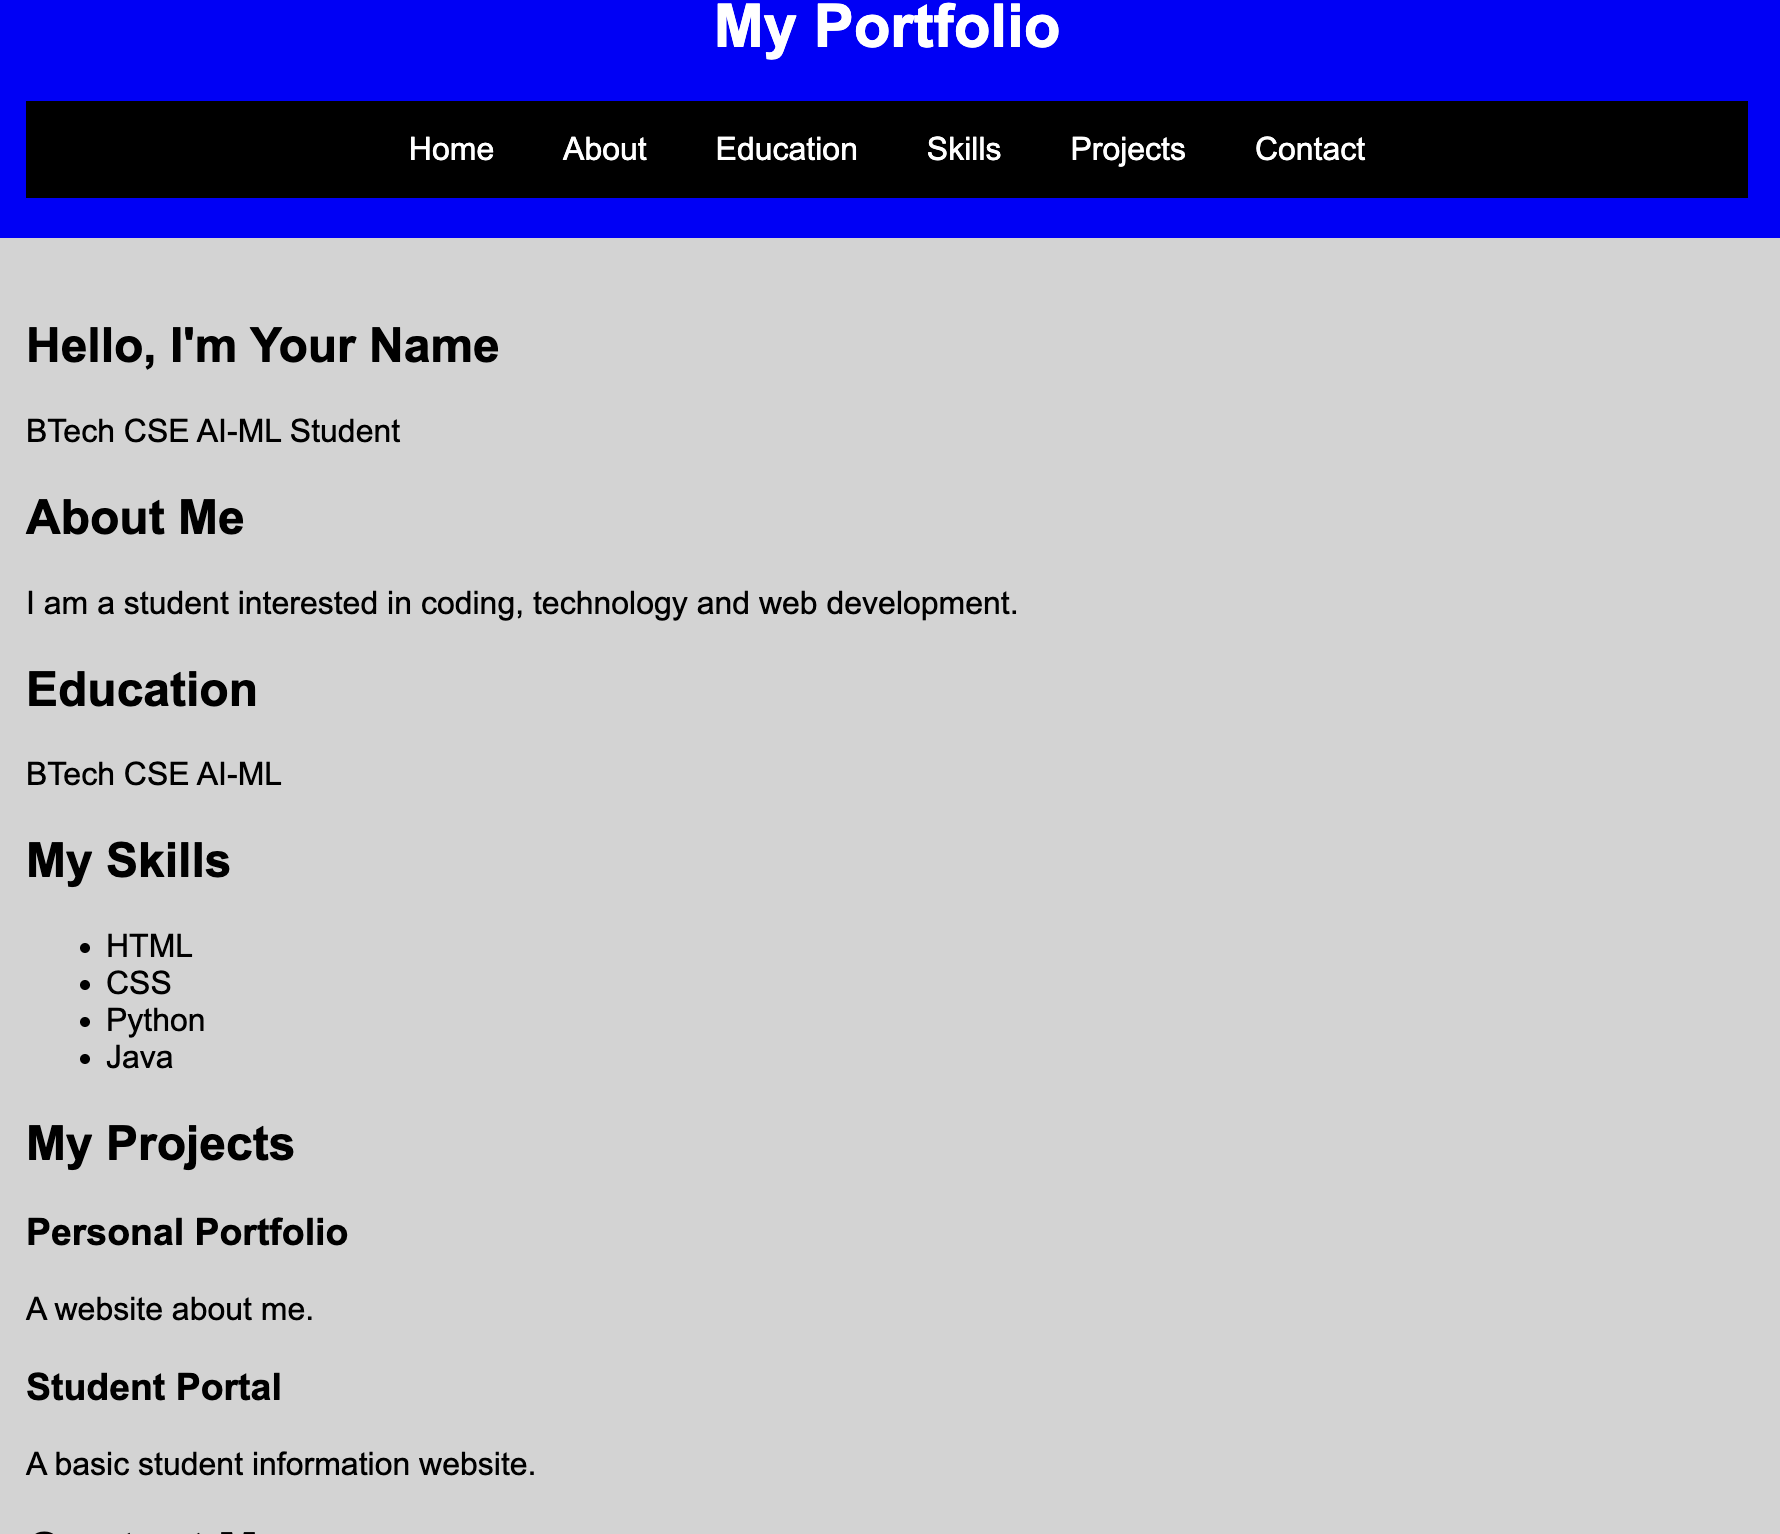 My Portfolio
Home About Education Skills Projects Contact
Hello, I'm Your Name
BTech CSE AI-ML Student
About Me
I am a student interested in coding, technology and web development.
Education
BTech CSE AI-ML
My Skills
• HTML
• CSS
• Python
• Java
My Projects
Personal Portfolio
A website about me.
Student Portal
A basic student information website.